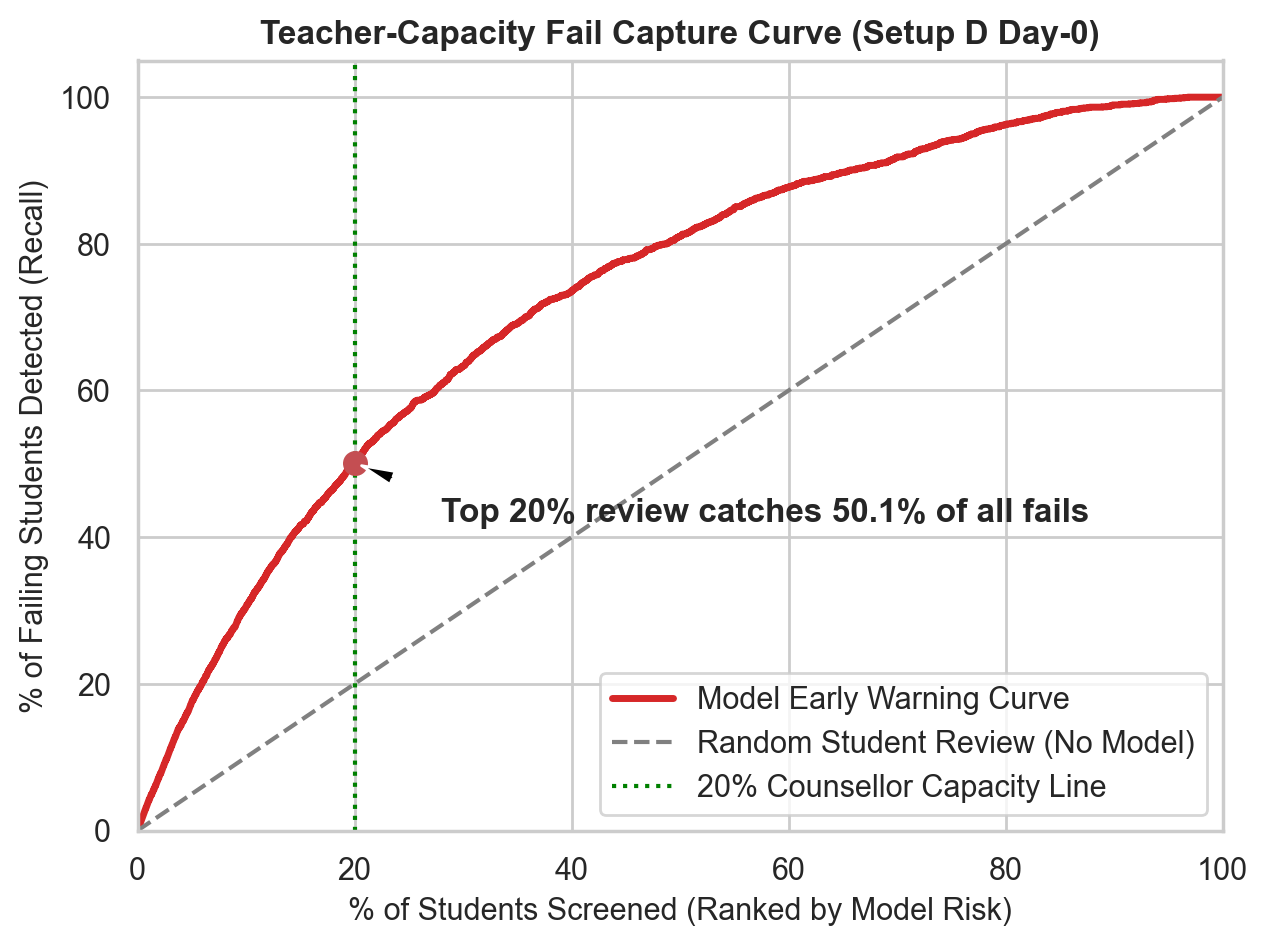 Teacher-Capacity Fail Capture Curve (Setup D Day-0)
% of Failing Students Detected (Recall)
100
80
60
40
20
0
Top 20% review catches 50.1% of all fails
Model Early Warning Curve
Random Student Review (No Model)
20% Counsellor Capacity Line
0 20 40 60 80 100
% of Students Screened (Ranked by Model Risk)